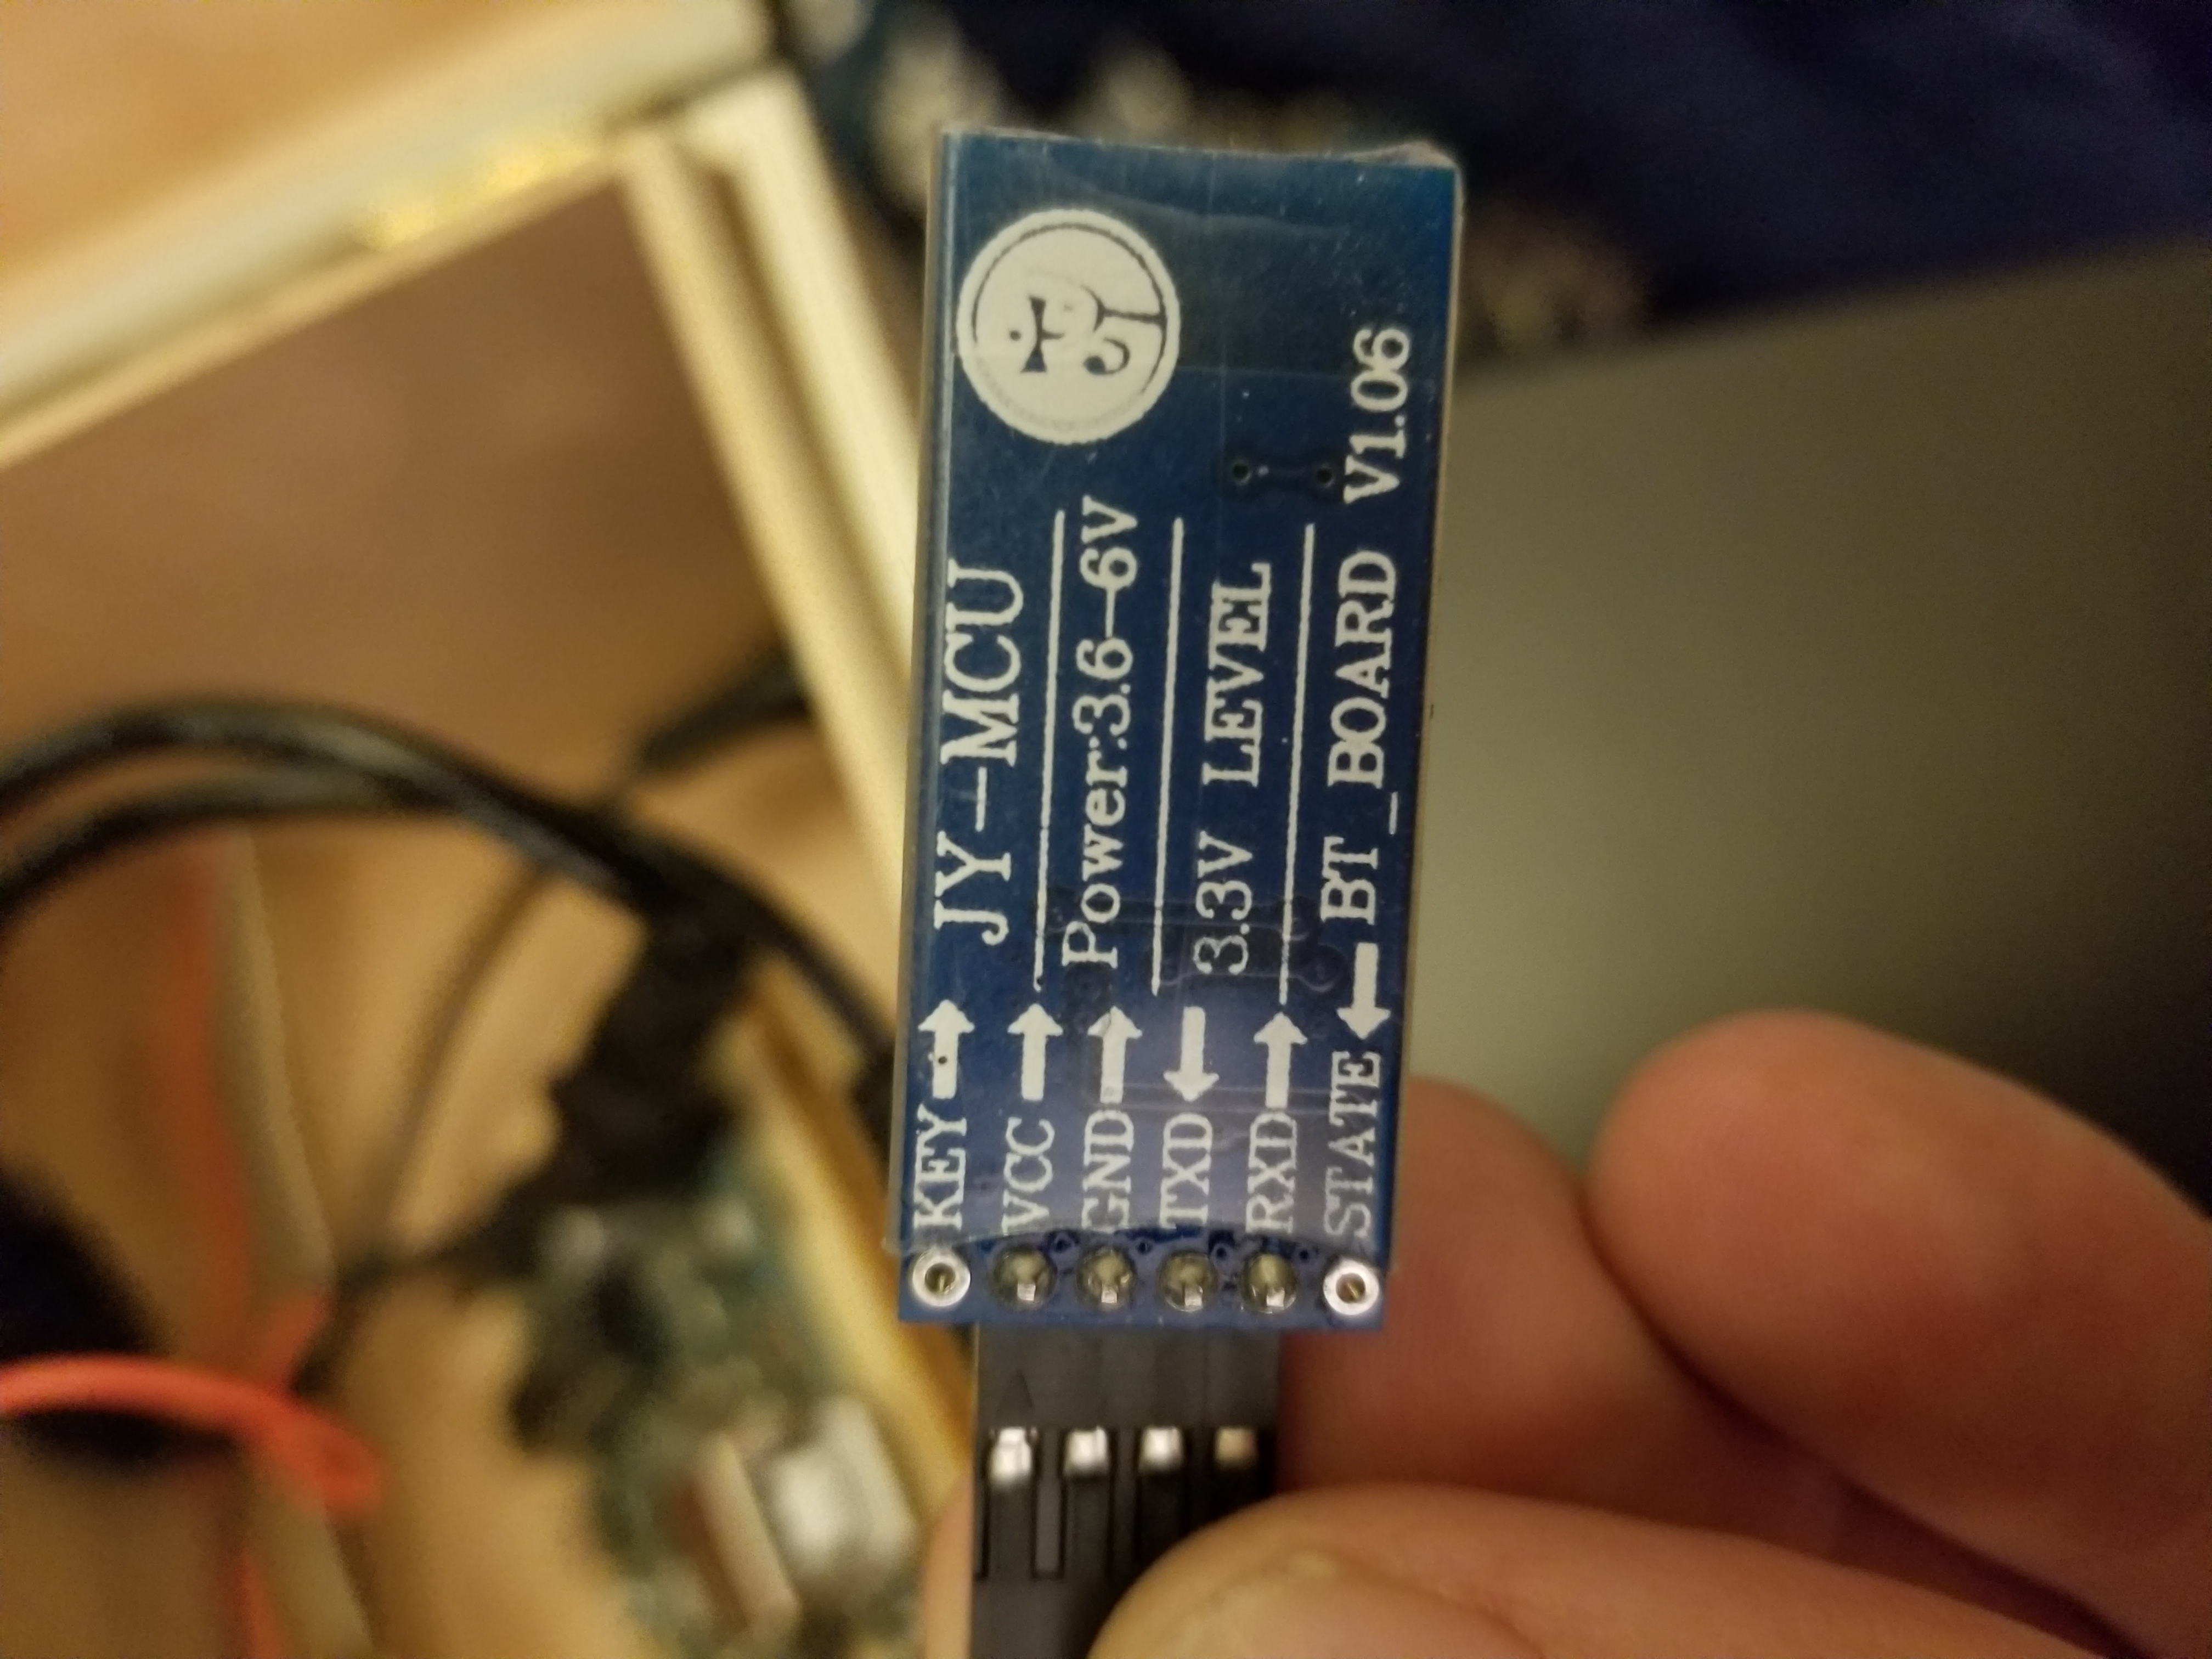 JY-MCU
Power:3.6-6V
3.3V LEVEL
BT_BOARD V1.06
KEY
VCC
GND
TXD
RXD
STATE